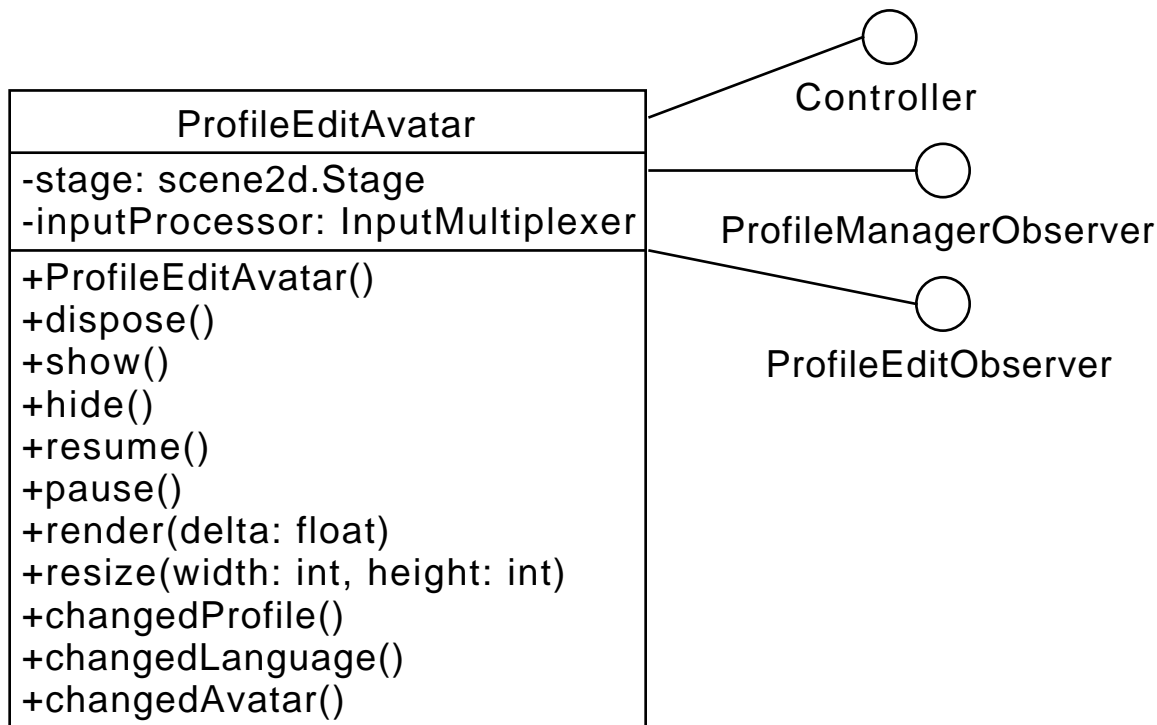 Controller
ProfileEditAvatar
-stage: scene2d.Stage
-inputProcessor: InputMultiplexer
ProfileManagerObserver
+ProfileEditAvatar()
+dispose()
+show()
ProfileEditObserver
+hide()
+resume()
+pause()
+render(delta: float)
+resize(width: int, height: int)
+changedProfile()
+changedLanguage()
+changedAvatar()